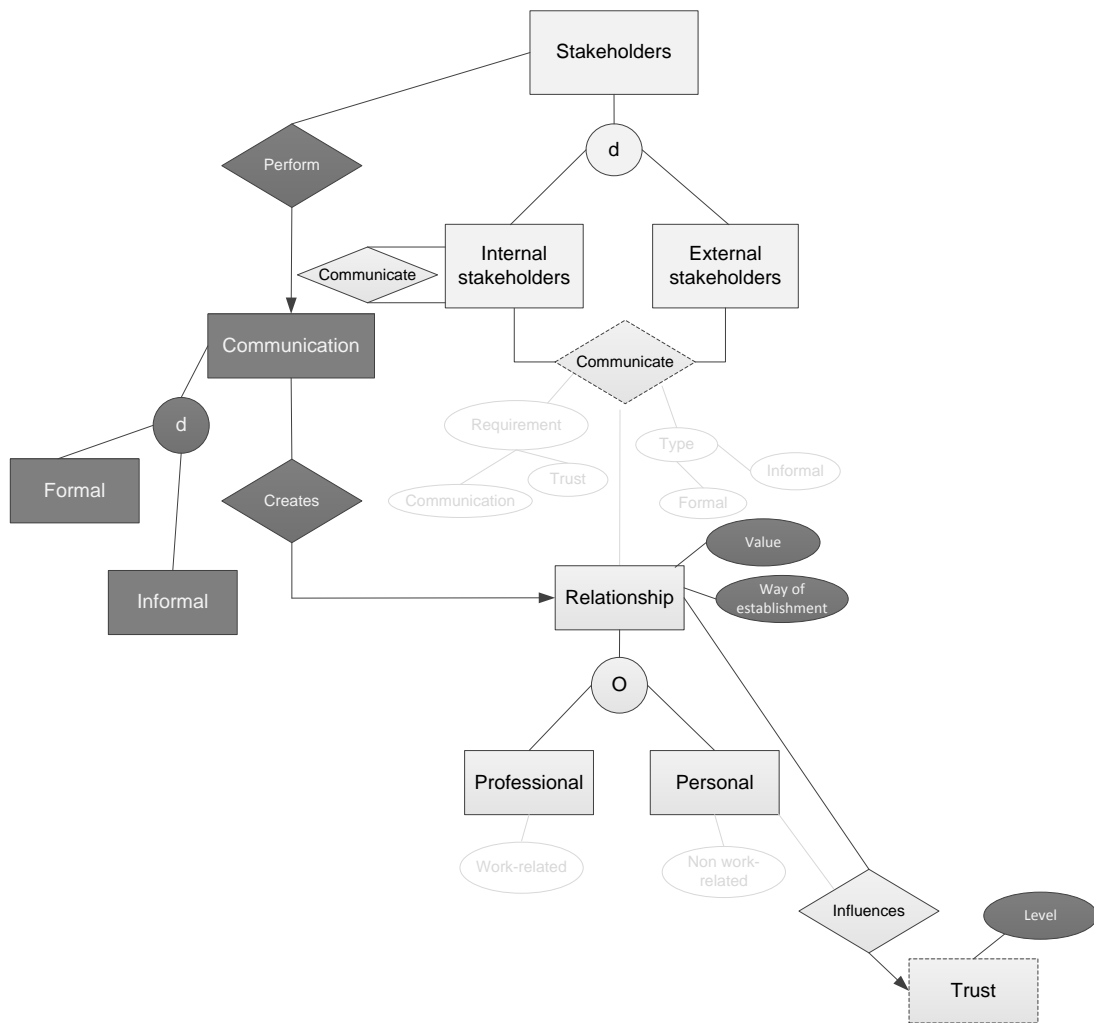 Stakeholders
d
Perform
Internal
stakeholders
External
stakeholders
Communicate
Communication
Communicate
d
Requirement
Type
Informal
Trust
Communication
Formal
Formal
Creates
Value
Informal
Relationship
Way of
establishment
O
Professional
Personal
Work-related
Non work-
related
Influences
Level
Trust